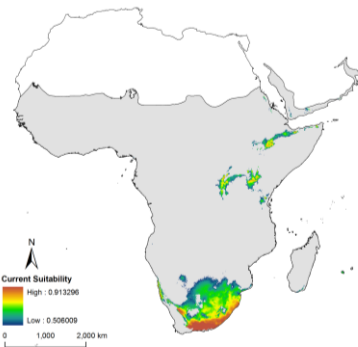 N
Current Suitability
High : 0.913296
Low : 0.506009
0 1,000 2,000 km